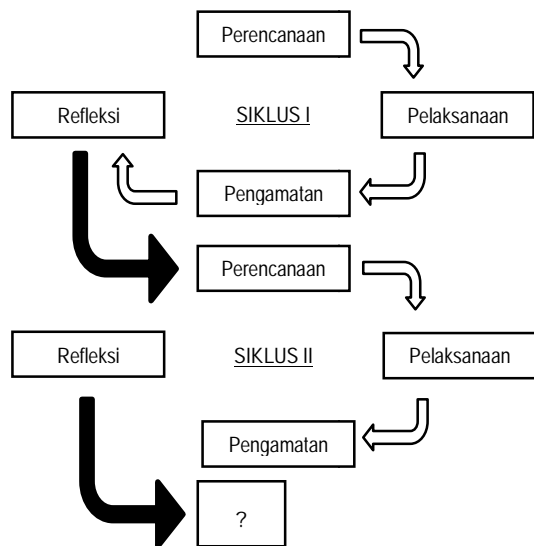 Perencanaan
Refleksi
SIKLUS I
Pelaksanaan
Pengamatan
Perencanaan
Refleksi
SIKLUS II
Pelaksanaan
Pengamatan
?